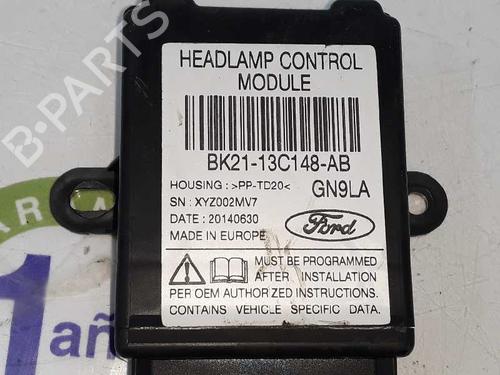 HEADLAMP CONTROL
MODULE
BK21-13C148-AB
HOUSING : >PP-TD20< GN9LA
SN : XYZ002MV7
DATE : 20140630
MADE IN EUROPE
Ford
MUST BE PROGRAMMED
AFTER INSTALLATION
PER OEM AUTHORIZED INSTRUCTIONS.
CONTAINS VEHICLE SPECIFIC DATA.
B-PARTS
1 añ